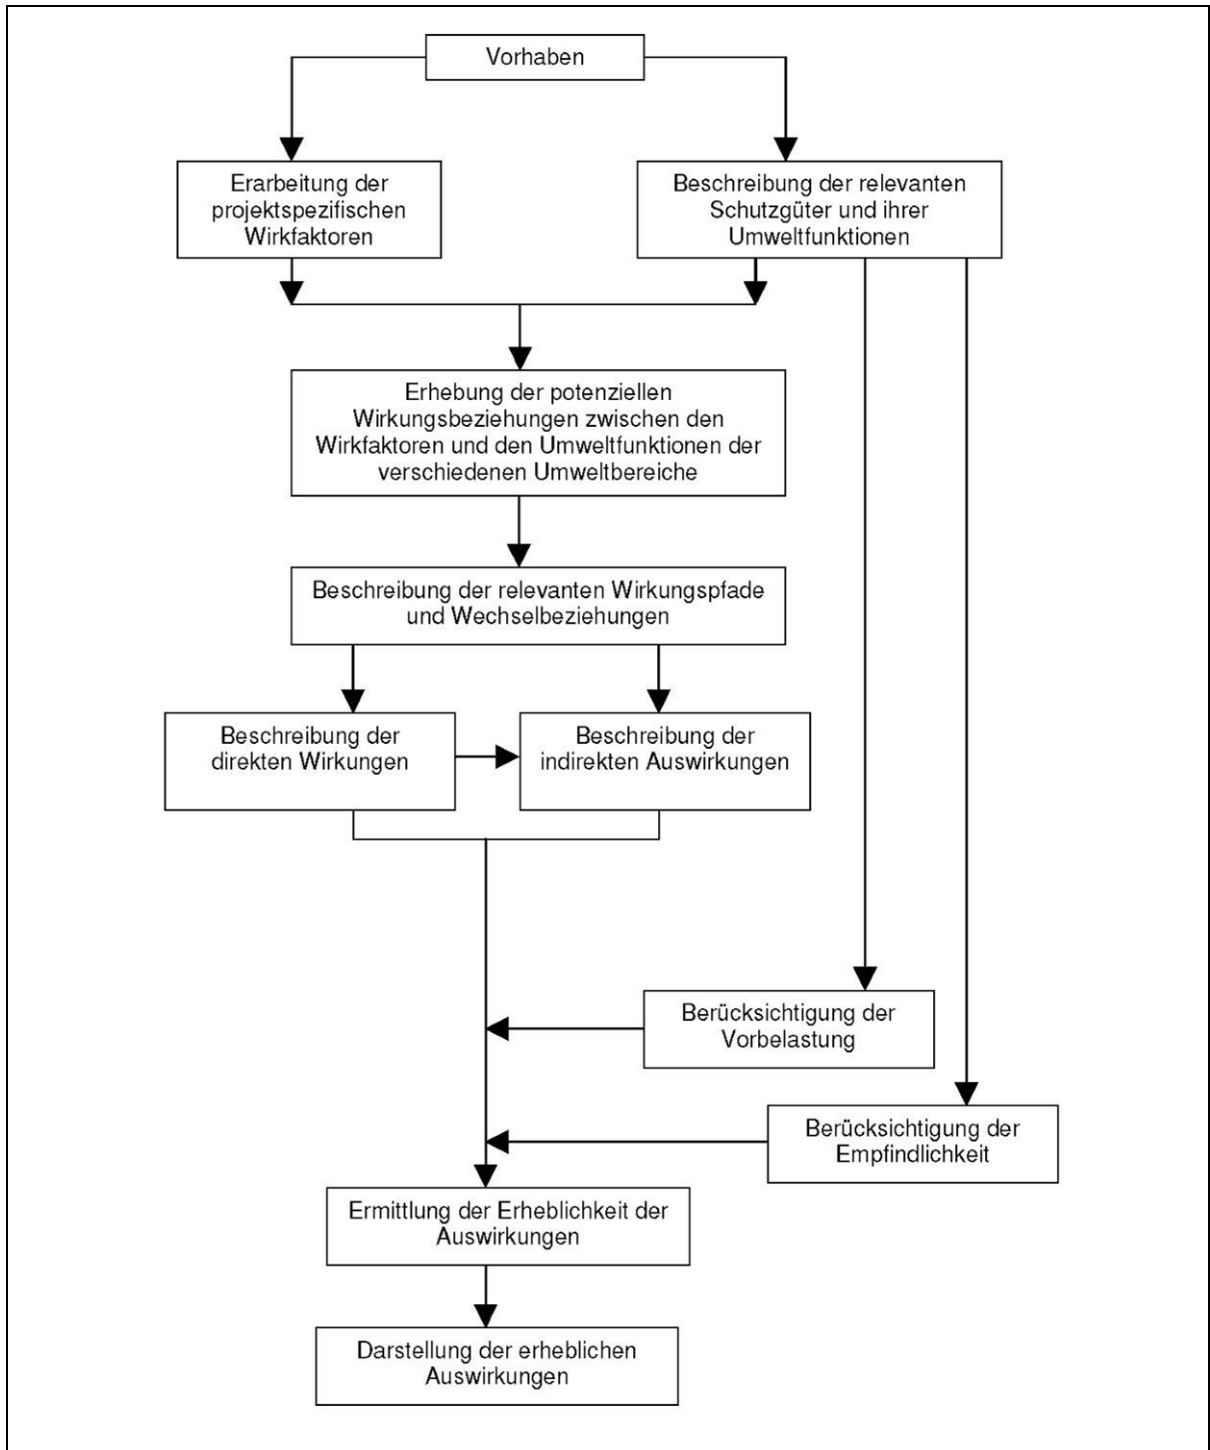 Vorhaben
Erarbeitung der
projektspezifischen
Wirkfaktoren
Beschreibung der relevanten
Schutzgüter und ihrer
Umweltfunktionen
Erhebung der potenziellen
Wirkungsbeziehungen zwischen den
Wirkfaktoren und den Umweltfunktionen der
verschiedenen Umweltbereiche
Beschreibung der relevanten Wirkungspfade
und Wechselbeziehungen
Beschreibung der
direkten Wirkungen
Beschreibung der
indirekten Auswirkungen
Berücksichtigung der
Vorbelastung
Berücksichtigung der
Empfindlichkeit
Ermittlung der Erheblichkeit der
Auswirkungen
Darstellung der erheblichen
Auswirkungen